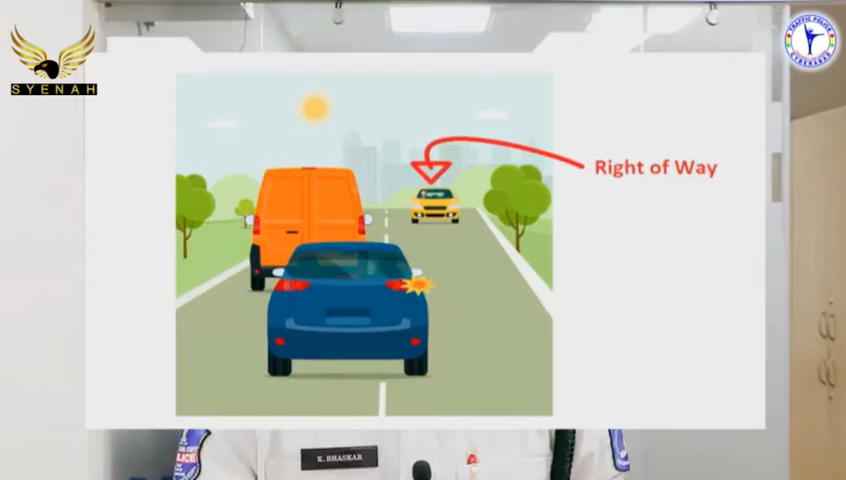 SYENAH
TRAFFIC POLICE
CYBERABAD
Right of Way
K. BHASKAR